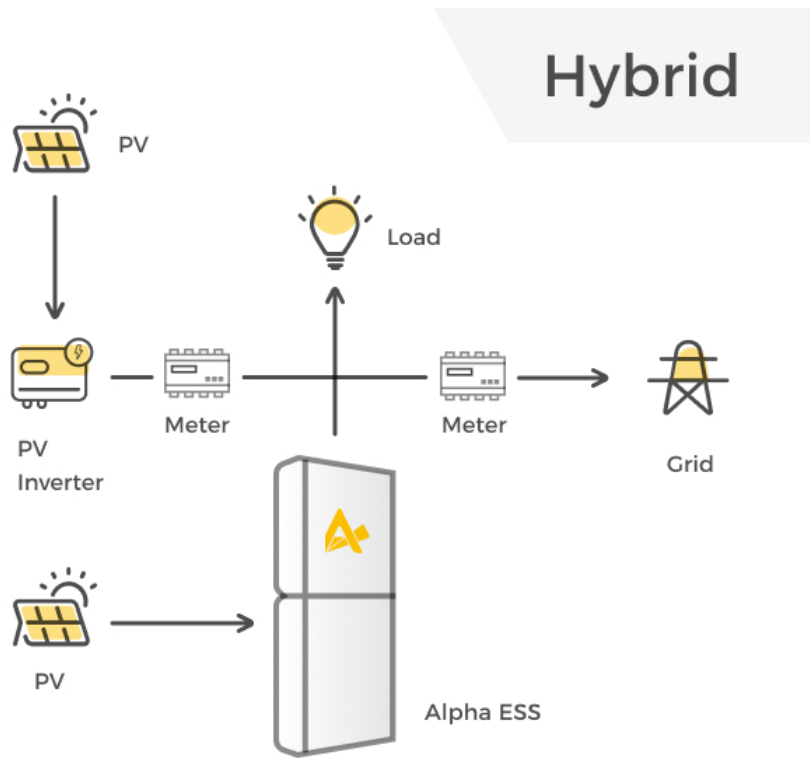 Hybrid
PV
Load
Meter
Meter
PV
Inverter
Grid
PV
Alpha ESS